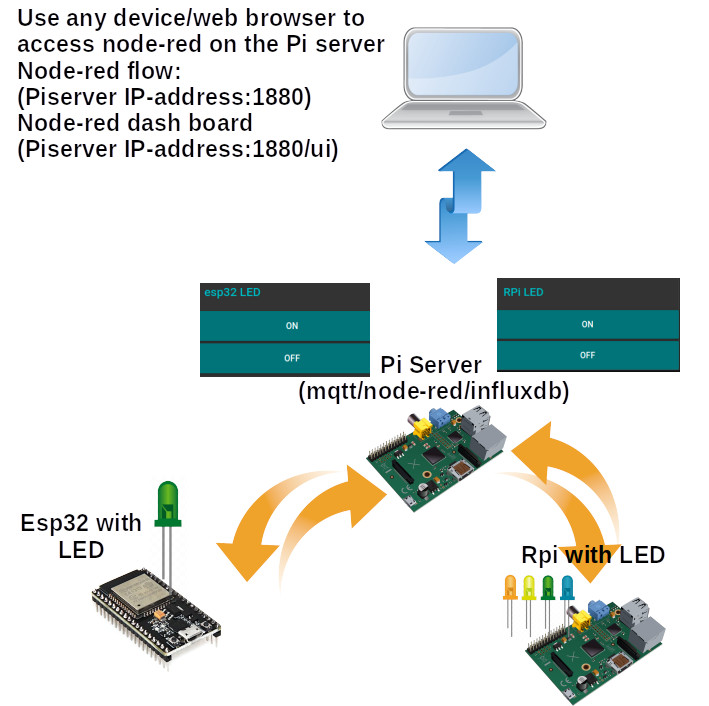 Use any device/web browser to
access node-red on the Pi server
Node-red flow:
(Piserver IP-address:1880)
Node-red dash board
(Piserver IP-address:1880/ui)
esp32 LED
ON
OFF
RPi LED
ON
OFF
Pi Server
(mqtt/node-red/influxdb)
Esp32 with
LED
Rpi with LED